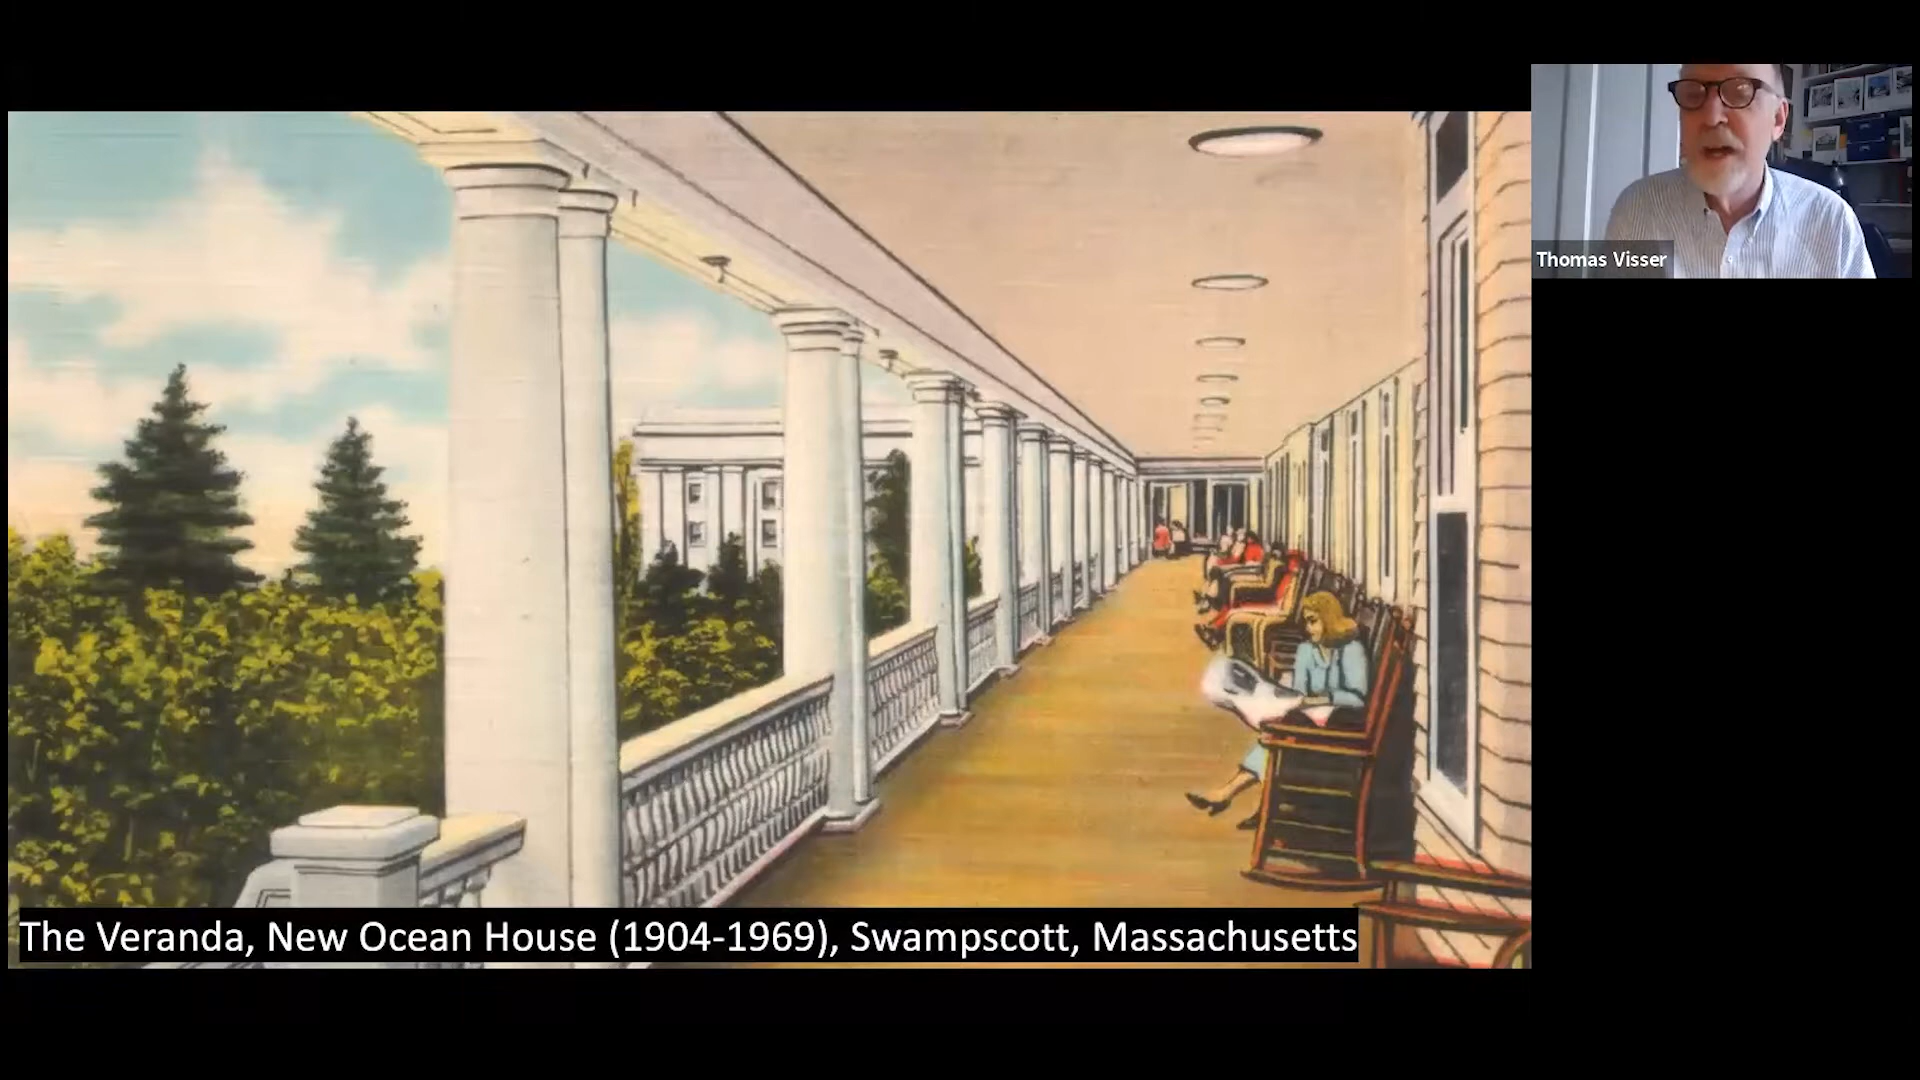 Thomas Visser
The Veranda, New Ocean House (1904-1969), Swampscott, Massachusetts